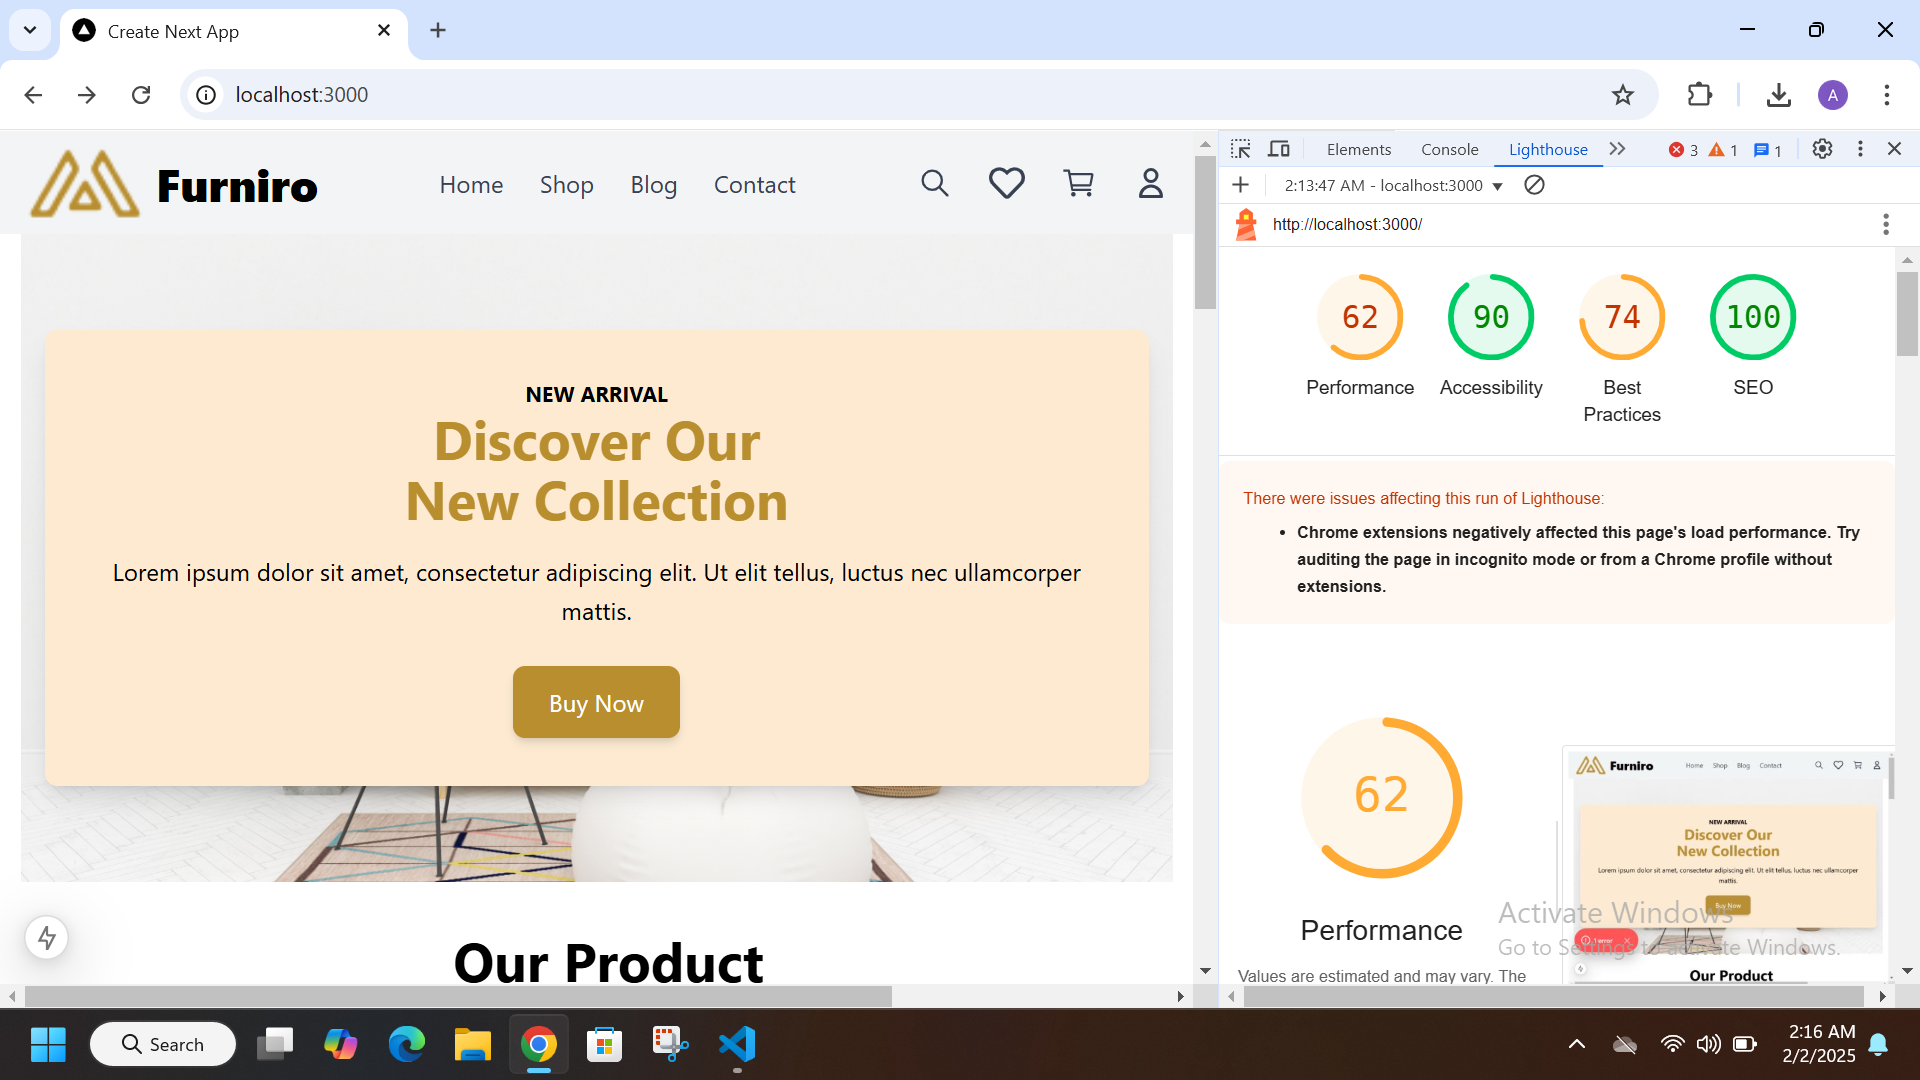 Create Next App
localhost:3000
Furniro
Home Shop Blog Contact
NEW ARRIVAL
Discover Our
New Collection
Lorem ipsum dolor sit amet, consectetur adipiscing elit. Ut elit tellus, luctus nec ullamcorper
mattis.
Buy Now
Our Product
A
Elements Console Lighthouse 3 1 1
2:13:47 AM - localhost:3000
http://localhost:3000/
62 90 74 100
Performance Accessibility Best SEO
Practices
There were issues affecting this run of Lighthouse:
• Chrome extensions negatively affected this page's load performance. Try
auditing the page in incognito mode or from a Chrome profile without
extensions.
62
Performance
Values are estimated and may vary. The
Furniro Home Shop Blog Contact
NEW ARRIVAL
Discover Our
New Collection
Lorem ipsum dolor sit amet, consectetur adipiscing elit. Ut elit tellus, luctus nec ullamcorper
mattis.
Buy Now
1 error
Our Product
Activate Windows
Go to Settings to activate Windows.
Search
2:16 AM
2/2/2025